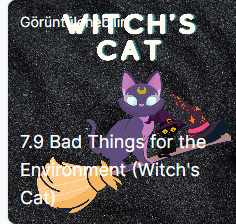 Görüntülenebilir
WITCH'S
CAT
7.9 Bad Things for the
Environment (Witch's
Cat)